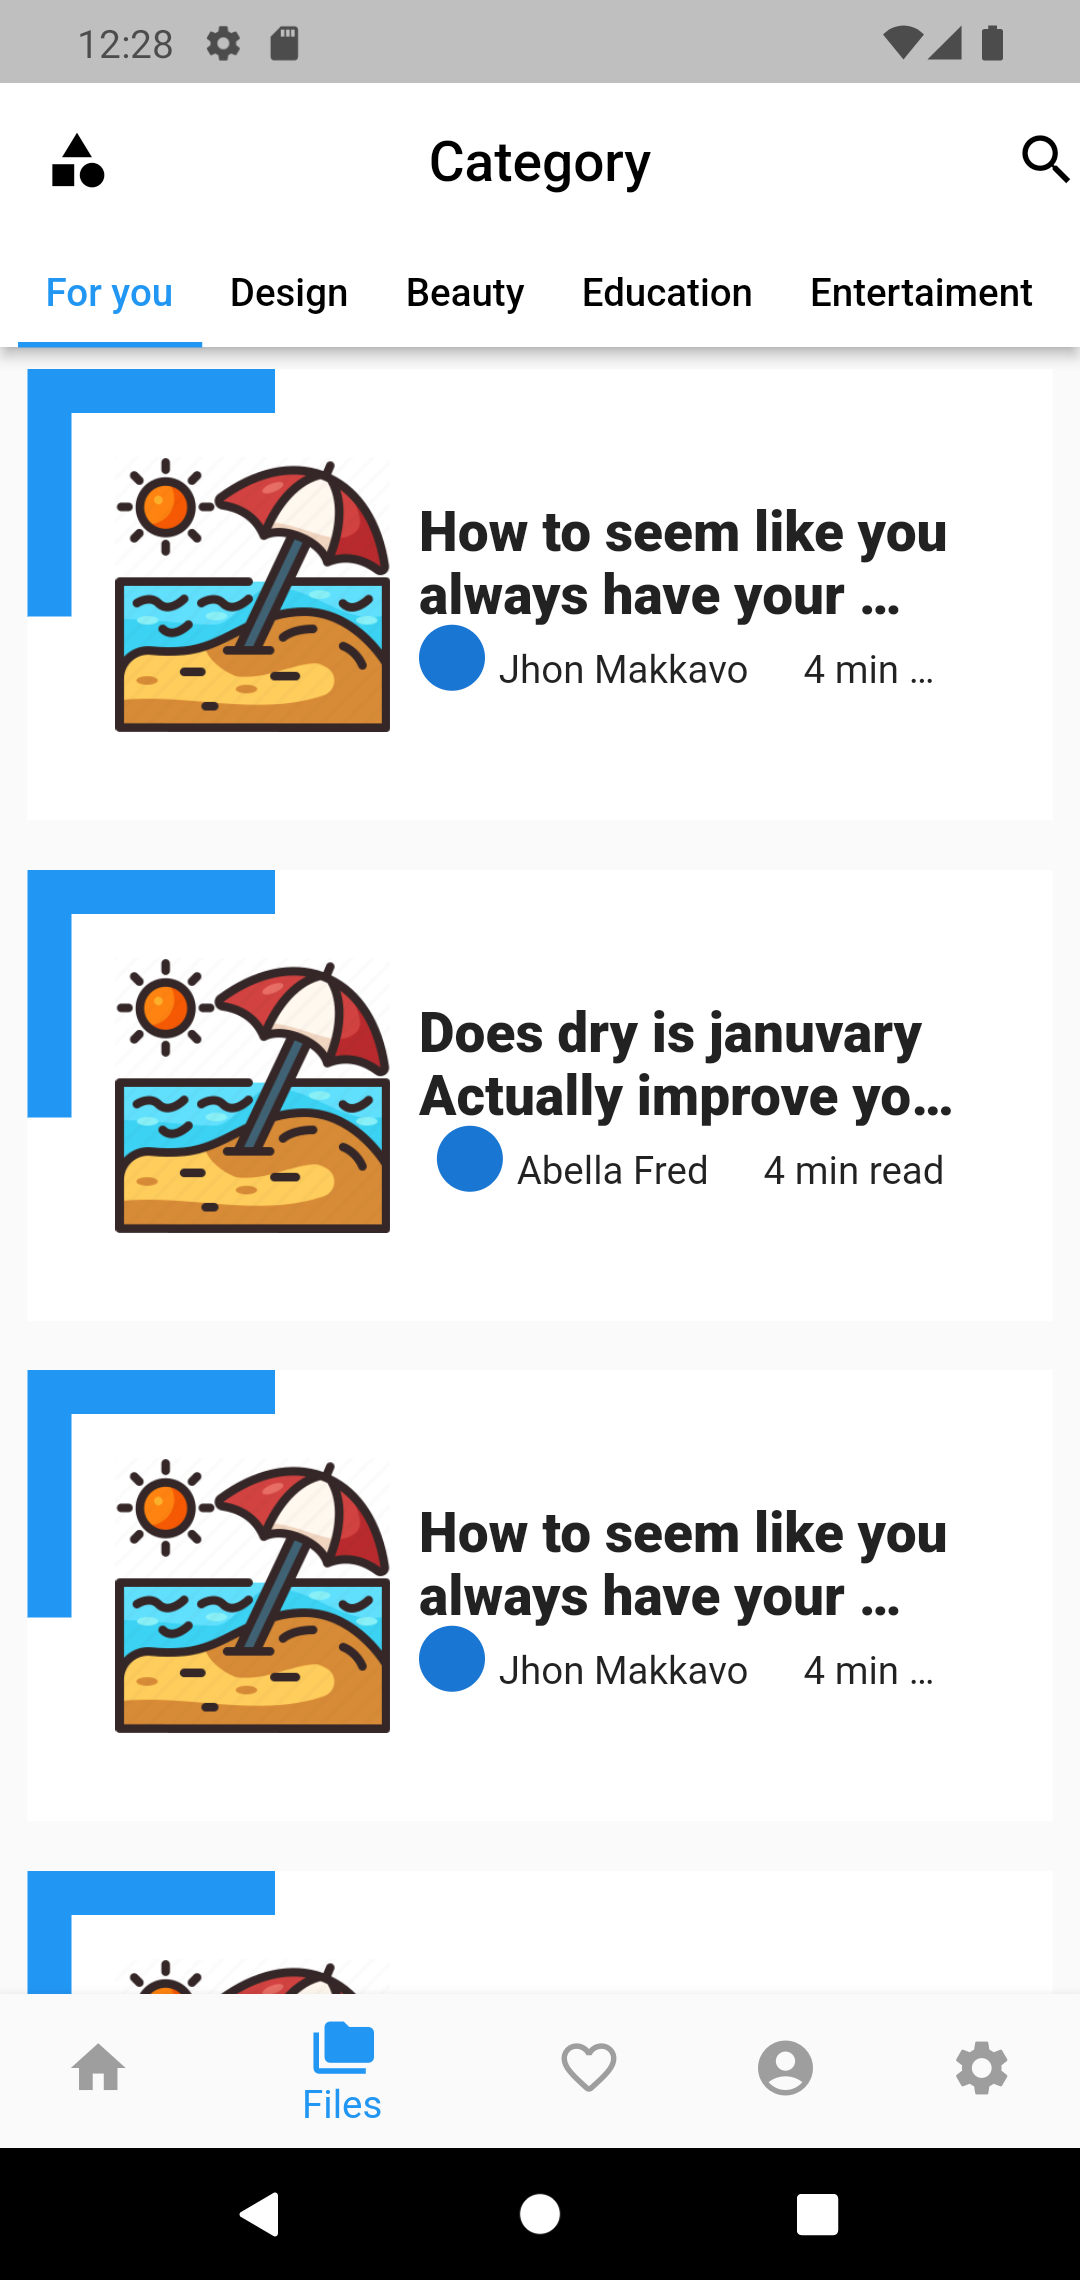 12:28
Category
For you Design Beauty Education Entertaiment
How to seem like you
always have your ...
Jhon Makkavo 4 min ...
Does dry is januvary
Actually improve yo...
Abella Fred 4 min read
How to seem like you
always have your ...
Jhon Makkavo 4 min ...
Files